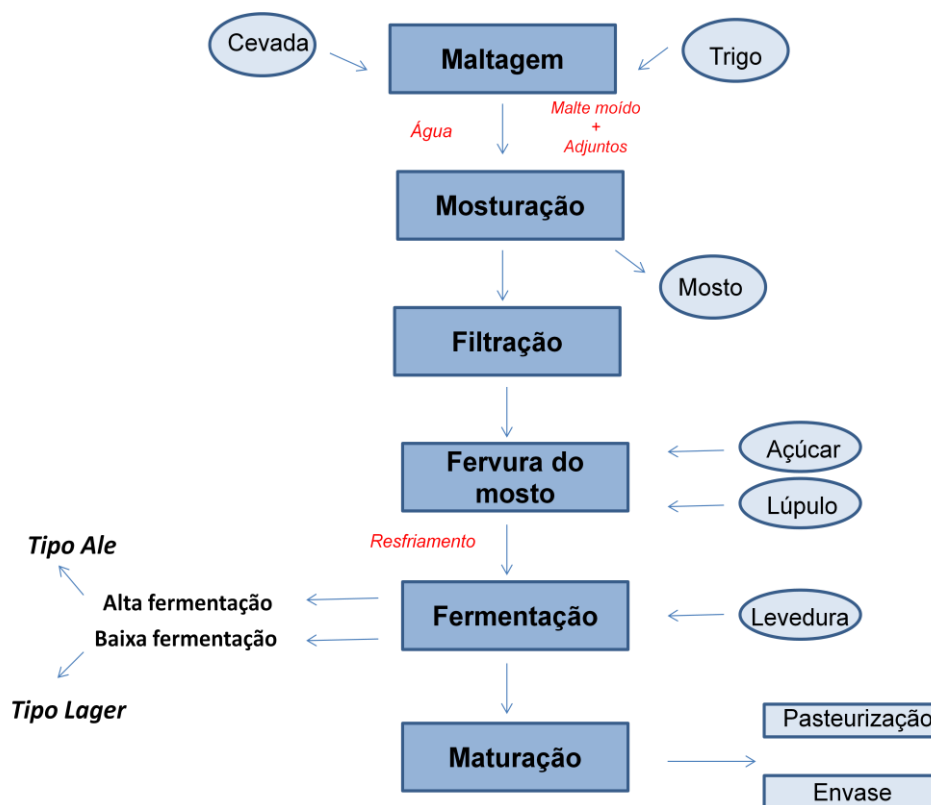 Cevada
Maltagem
Trigo
Água
Malte moído
+
Adjuntos
Mosturação
Mosto
Filtração
Fervura do
mosto
Açúcar
Lúpulo
Resfriamento
Tipo Ale
Alta fermentação
Baixa fermentação
Tipo Lager
Fermentação
Levedura
Maturação
Pasteurização
Envase